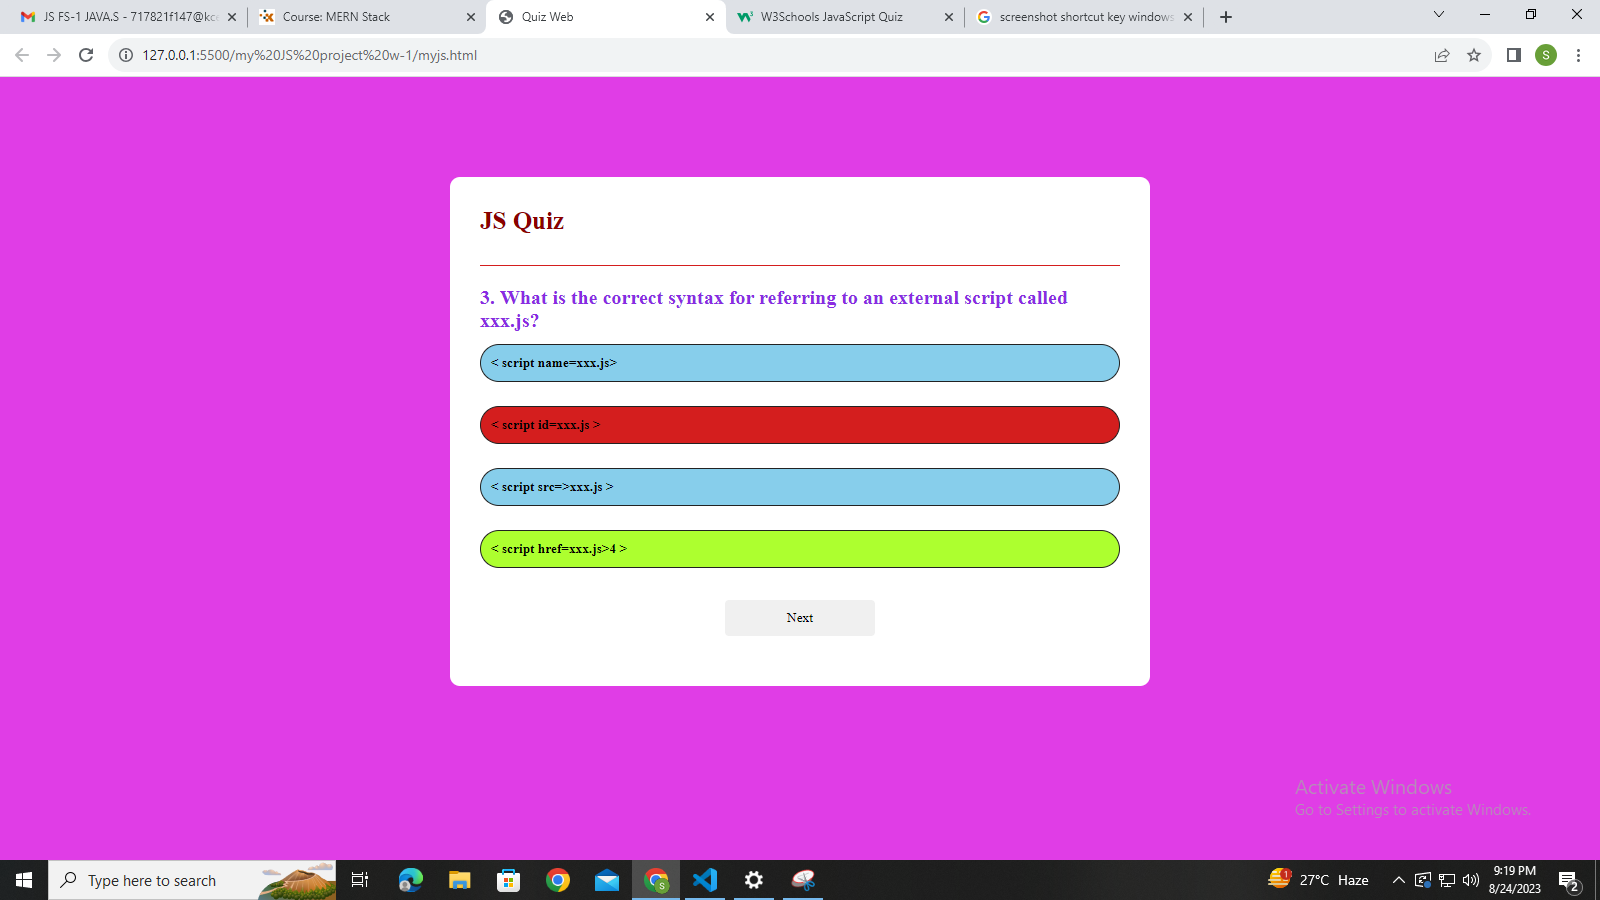 JS FS-1 JAVA.S - 717821f147@kce
Course: MERN Stack
Quiz Web
W3Schools JavaScript Quiz
screenshot shortcut key windows
127.0.0.1:5500/my%20JS%20project%20w-1/myjs.html
S
JS Quiz
3. What is the correct syntax for referring to an external script called
xxx.js?
< script name=xxx.js>
< script id=xxx.js >
< script src=>xxx.js >
< script href=xxx.js>4 >
Next
Activate Windows
Go to Settings to activate Windows.
Type here to search
S
1
27°C Haze
9:19 PM
8/24/2023
2